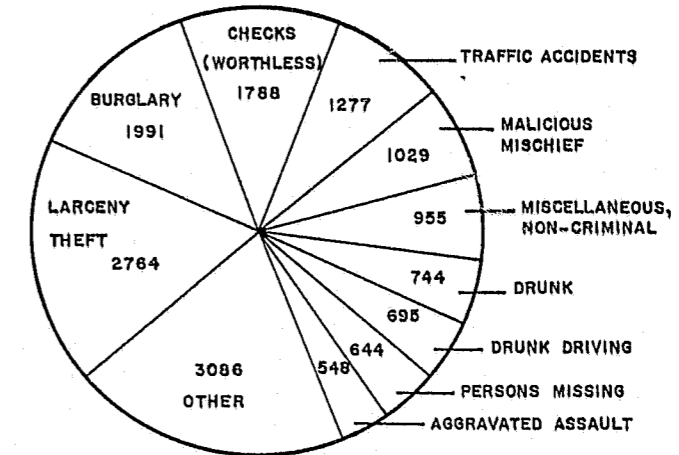 CHECKS
(WORTHLESS)
1788
TRAFFIC ACCIDENTS
1277
MALICIOUS
MISCHIEF
1029
MISCELLANEOUS,
NON-CRIMINAL
955
744
DRUNK
695
DRUNK DRIVING
644
PERSONS MISSING
548
AGGRAVATED ASSAULT
3086
OTHER
LARCENY
THEFT
2764
BURGLARY
1991